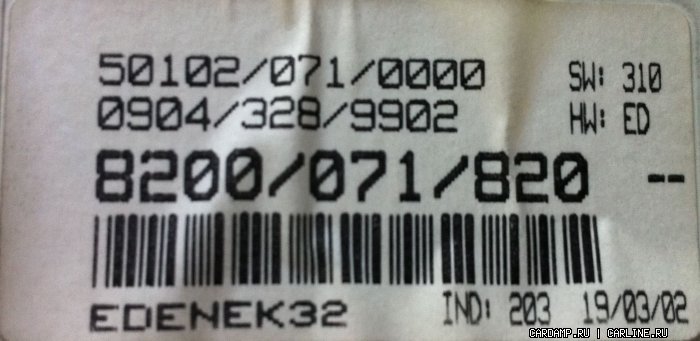 50102/071/0000 SW: 310
0904/328/9902 HW: ED
8200/071/820 --
EDENEK32 IND: 203 19/03/02
CARDAMP.RU | CARLINE.RU